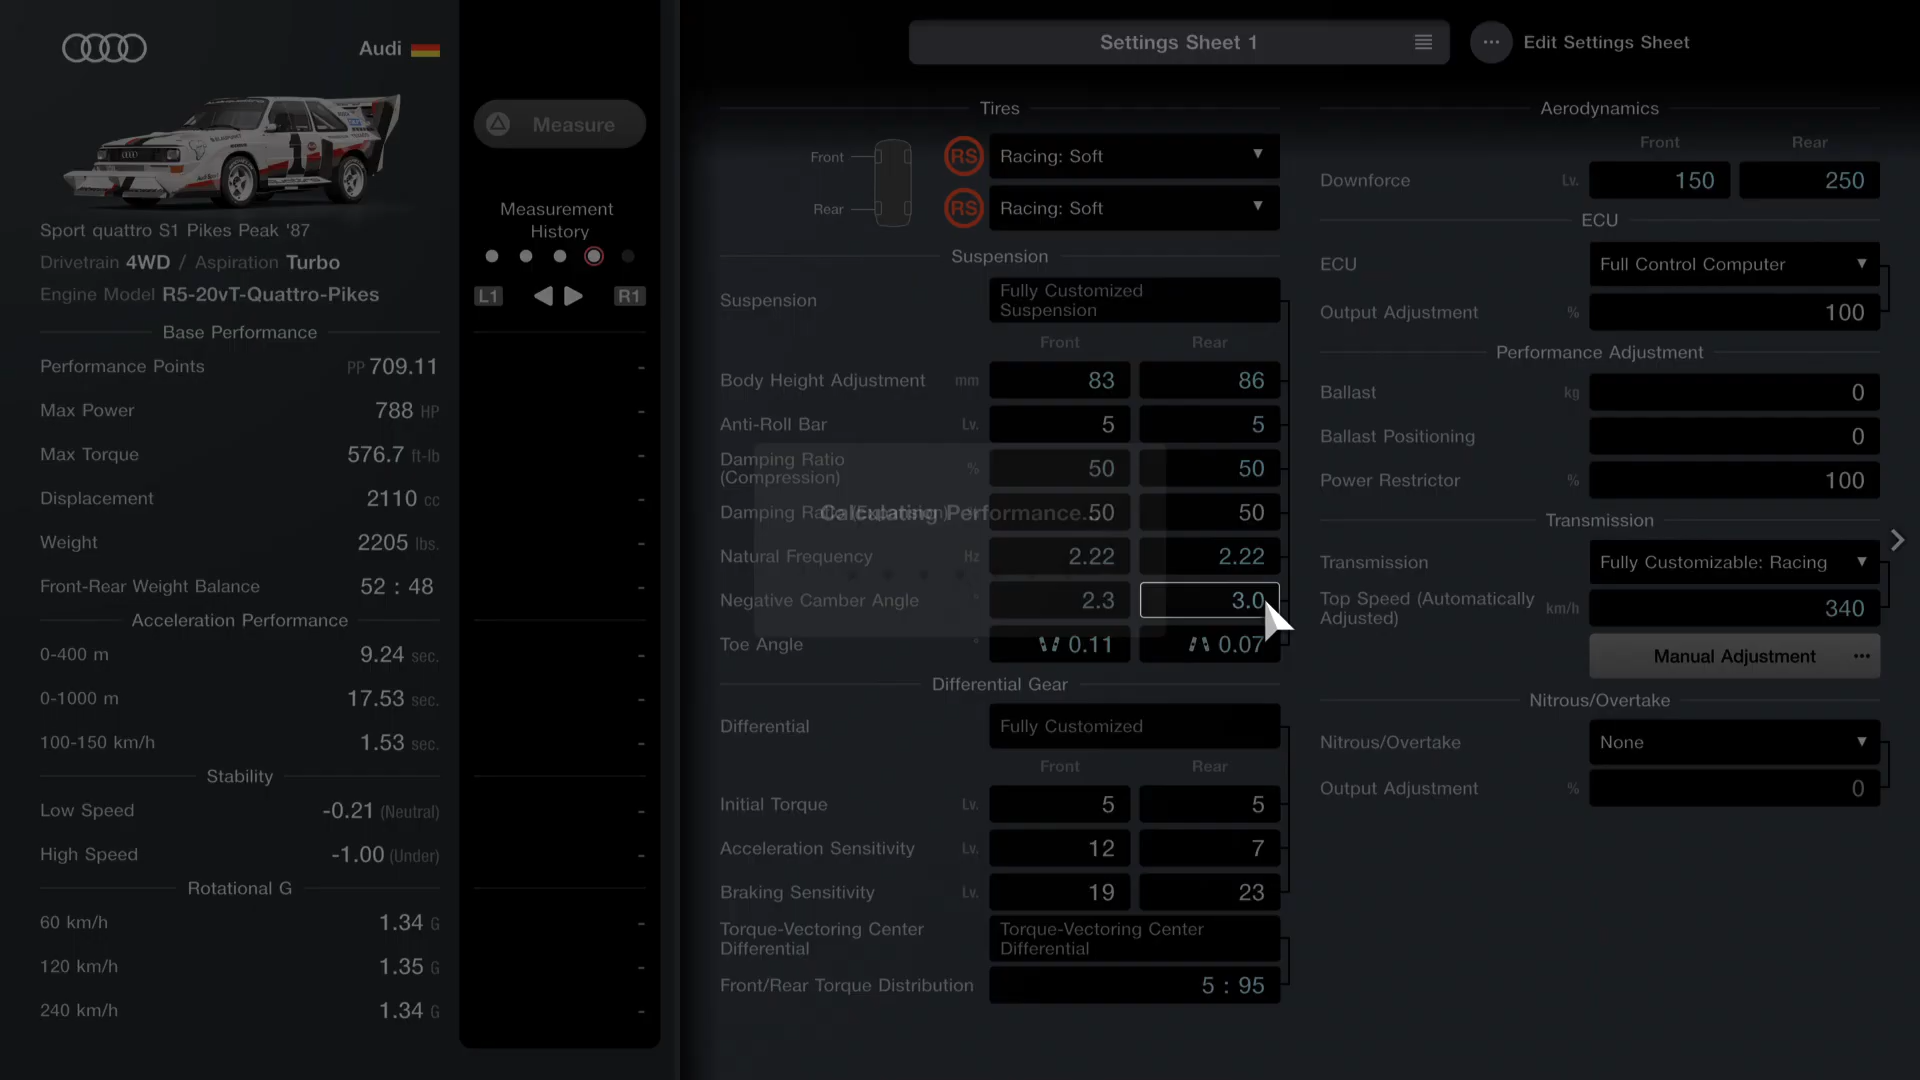 Settings Sheet 1
Edit Settings Sheet
Audi
Measure
Measurement
History
L1
R1
Sport quattro S1 Pikes Peak '87
Drivetrain 4WD / Aspiration Turbo
Engine Model R5-20vT-Quattro-Pikes
Base Performance
Performance Points PP 709.11 -
Max Power 788 HP -
Max Torque 576.7 ft-lb -
Displacement 2110 cc -
Weight 2205 lbs. -
Front-Rear Weight Balance 52 : 48 -
Acceleration Performance
0-400 m 9.24 sec. -
0-1000 m 17.53 sec. -
100-150 km/h 1.53 sec. -
Stability
Low Speed -0.21 (Neutral) -
High Speed -1.00 (Under) -
Rotational G
60 km/h 1.34 G -
120 km/h 1.35 G -
240 km/h 1.34 G -
Tires
Front RS Racing: Soft
Rear RS Racing: Soft
Suspension
Suspension Fully Customized
Suspension
Front Rear
Body Height Adjustment mm 83 86
Anti-Roll Bar Lv. 5 5
Damping Ratio
(Compression) % 50 50
Damping Ratio (Expansion) % 50 50
Calculating Performance...
Natural Frequency Hz 2.22 2.22
Negative Camber Angle ° 2.3 3.0
Toe Angle ° 0.11 0.07
Differential Gear
Differential Fully Customized
Front Rear
Initial Torque Lv. 5 5
Acceleration Sensitivity Lv. 12 7
Braking Sensitivity Lv. 19 23
Torque-Vectoring Center
Differential
Torque-Vectoring Center
Differential
Front/Rear Torque Distribution 5 : 95
Aerodynamics
Front Rear
Downforce Lv. 150 250
ECU
ECU Full Control Computer
Output Adjustment % 100
Performance Adjustment
Ballast kg 0
Ballast Positioning 0
Power Restrictor % 100
Transmission
Transmission Fully Customizable: Racing
Top Speed (Automatically
Adjusted) km/h 340
Manual Adjustment
Nitrous/Overtake
Nitrous/Overtake None
Output Adjustment % 0